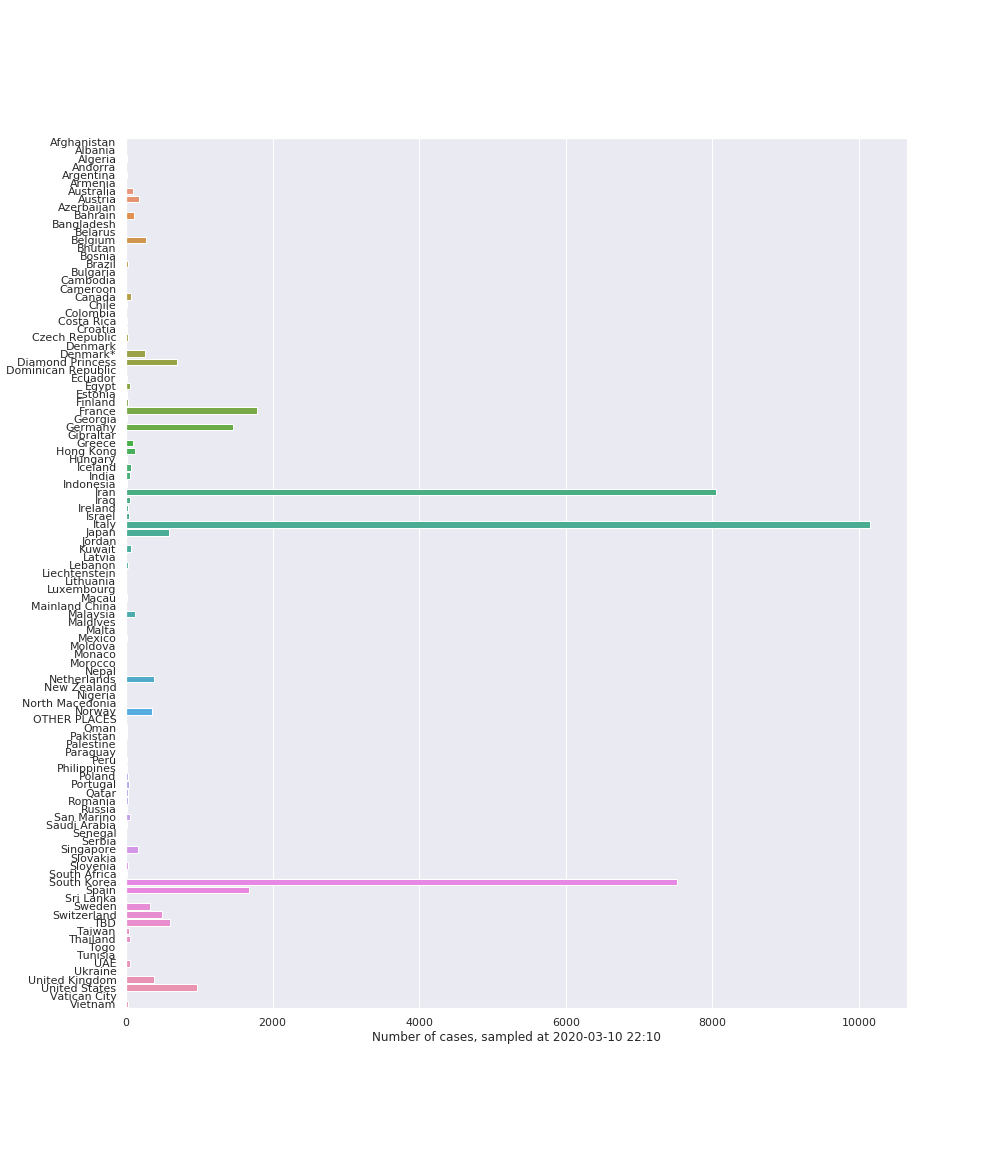 Afghanistan
Albania
Algeria
Andorra
Argentina
Armenia
Australia
Austria
Azerbaijan
Bahrain
Bangladesh
Belarus
Belgium
Bhutan
Bosnia
Brazil
Bulgaria
Cambodia
Cameroon
Canada
Chile
Colombia
Costa Rica
Croatia
Czech Republic
Denmark
Denmark*
Diamond Princess
Dominican Republic
Ecuador
Egypt
Estonia
Finland
France
Georgia
Germany
Gibraltar
Greece
Hong Kong
Hungary
Iceland
India
Indonesia
Iran
Iraq
Ireland
Israel
Italy
Japan
Jordan
Kuwait
Latvia
Lebanon
Liechtenstein
Lithuania
Luxembourg
Macau
Mainland China
Malaysia
Maldives
Malta
Mexico
Moldova
Monaco
Morocco
Nepal
Netherlands
New Zealand
Nigeria
North Macedonia
Norway
OTHER PLACES
Oman
Pakistan
Palestine
Paraguay
Peru
Philippines
Poland
Portugal
Qatar
Romania
Russia
San Marino
Saudi Arabia
Senegal
Serbia
Singapore
Slovakia
Slovenia
South Africa
South Korea
Spain
Sri Lanka
Sweden
Switzerland
TBD
Taiwan
Thailand
Togo
Tunisia
UAE
Ukraine
United Kingdom
United States
Vatican City
Vietnam
0 2000 4000 6000 8000 10000
Number of cases, sampled at 2020-03-10 22:10